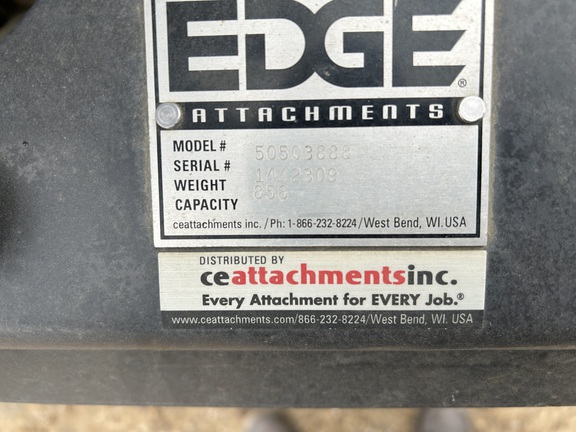 EDGE®
ATTACHMENTS
MODEL #
SERIAL #
WEIGHT
CAPACITY
ceattachments inc. / Ph: 1-866-232-8224/West Bend, WI. USA
DISTRIBUTED BY
ceattachmentsinc.
Every Attachment for EVERY Job.®
www.ceattachments.com/866-232-8224/West Bend, WI. USA